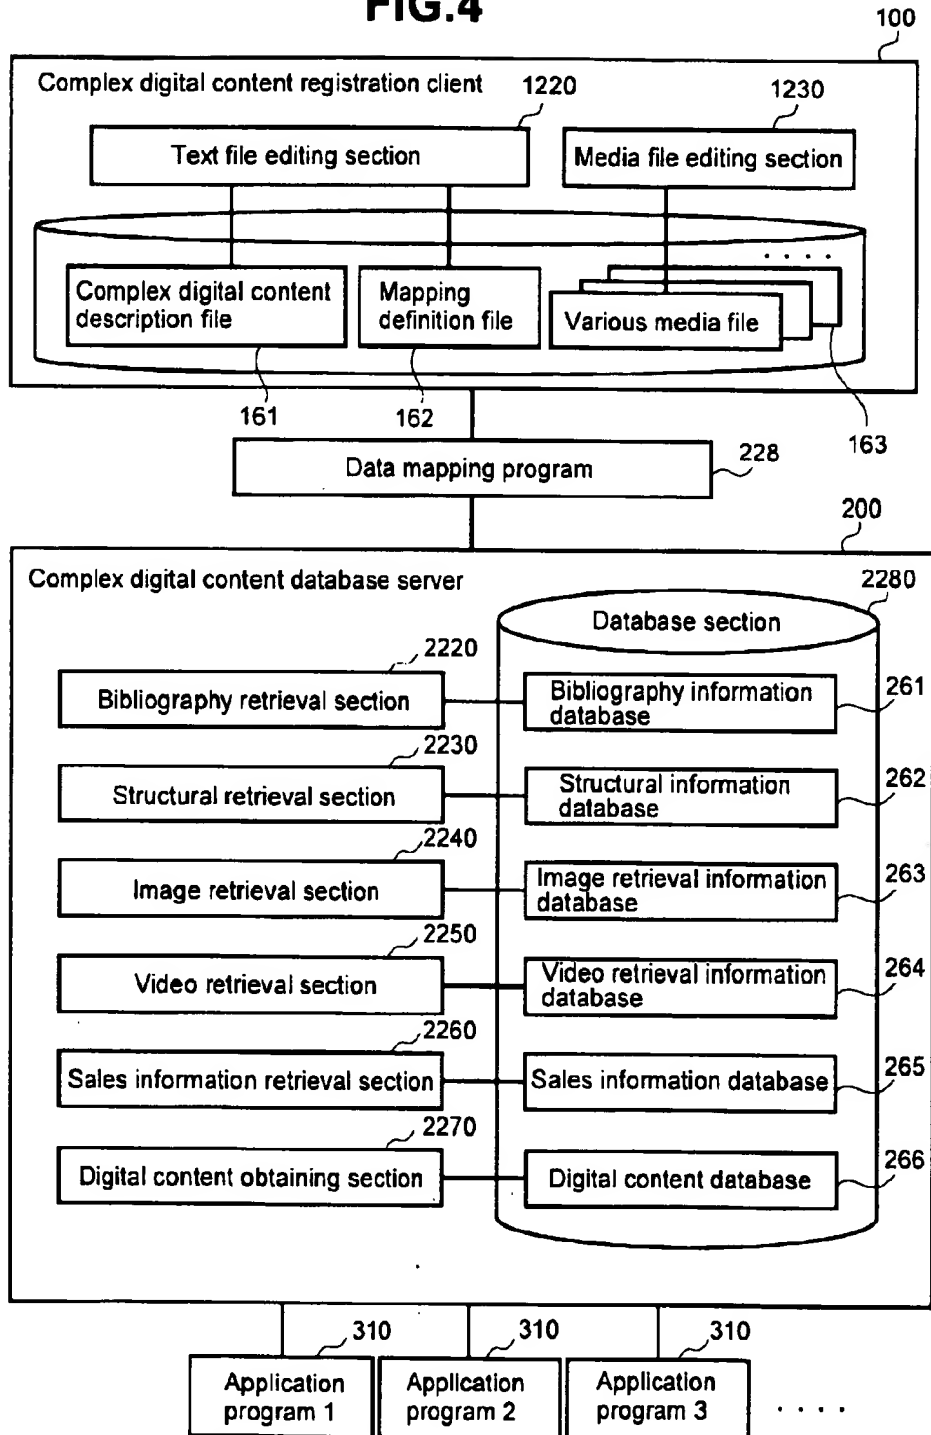 FIG.4
100
Complex digital content registration client
1220
1230
Text file editing section
Media file editing section
. . . .
Complex digital content
description file
Mapping
definition file
Various media file
161
162
163
Data mapping program
228
200
Complex digital content database server
2280
Database section
2220
Bibliography retrieval section
Bibliography information
database
261
2230
Structural retrieval section
Structural information
database
262
2240
Image retrieval section
Image retrieval information
database
263
2250
Video retrieval section
Video retrieval information
database
264
2260
Sales information retrieval section
Sales information database
265
2270
Digital content obtaining section
Digital content database
266
310
310
310
Application
program 1
Application
program 2
Application
program 3
. . . .